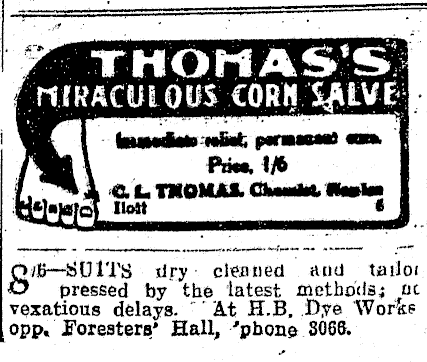 THOMAS'S
MIRACULOUS CORN SALVE
Immediate relief, permanent cure.
Price, 1/6
C. L. THOMAS, Chemist, Napier
Ilott 6
8/6—SUITS dry cleaned and tailor
pressed by the latest methods; no
vexatious delays. At H.B. Dye Works
opp. Foresters' Hall, 'phone 3066.